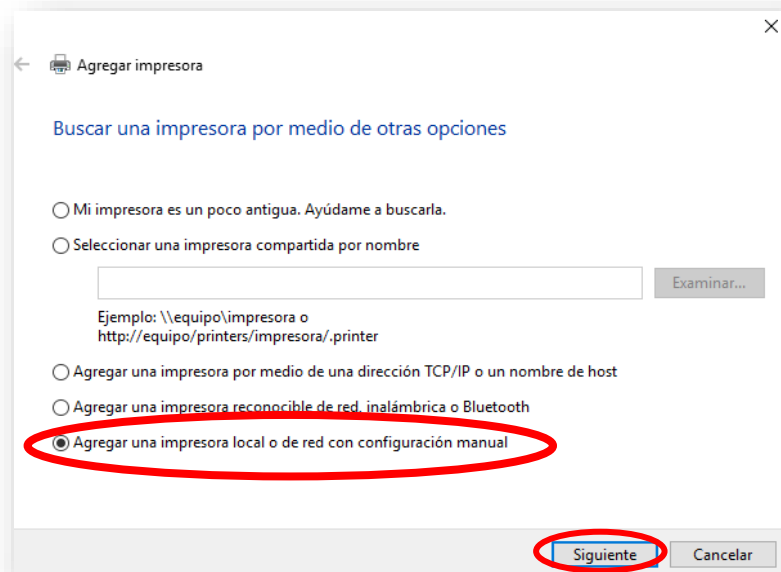 Agregar impresora
Buscar una impresora por medio de otras opciones
Mi impresora es un poco antigua. Ayúdame a buscarla.
Seleccionar una impresora compartida por nombre
Examinar...
Ejemplo: \\equipo\impresora o
http://equipo/printers/impresora/.printer
Agregar una impresora por medio de una dirección TCP/IP o un nombre de host
Agregar una impresora reconocible de red, inalámbrica o Bluetooth
Agregar una impresora local o de red con configuración manual
Siguiente Cancelar